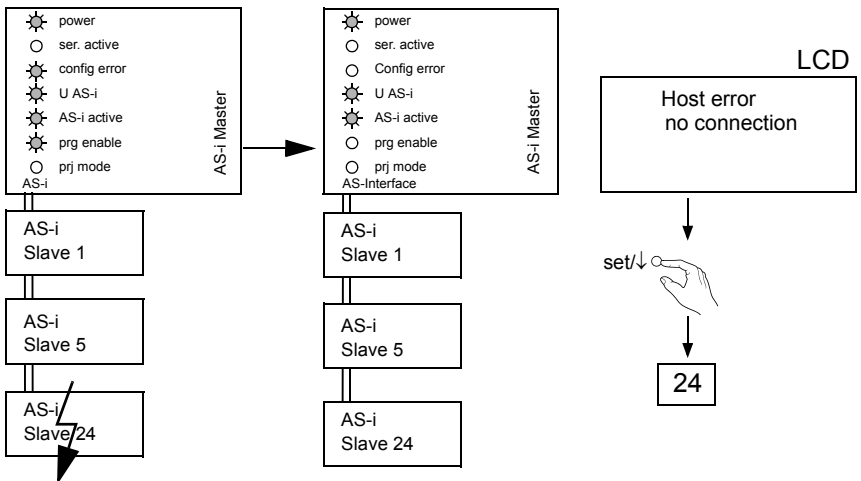 power
ser. active
config error
U AS-i
AS-i active
prg enable
prj mode
AS-i
AS-i Master
AS-i
Slave 1
AS-i
Slave 5
AS-i
Slave 24
power
ser. active
Config error
U AS-i
AS-i active
prg enable
prj mode
AS-Interface
AS-i Master
AS-i
Slave 1
AS-i
Slave 5
AS-i
Slave 24
LCD
Host error
no connection
set/↓
24